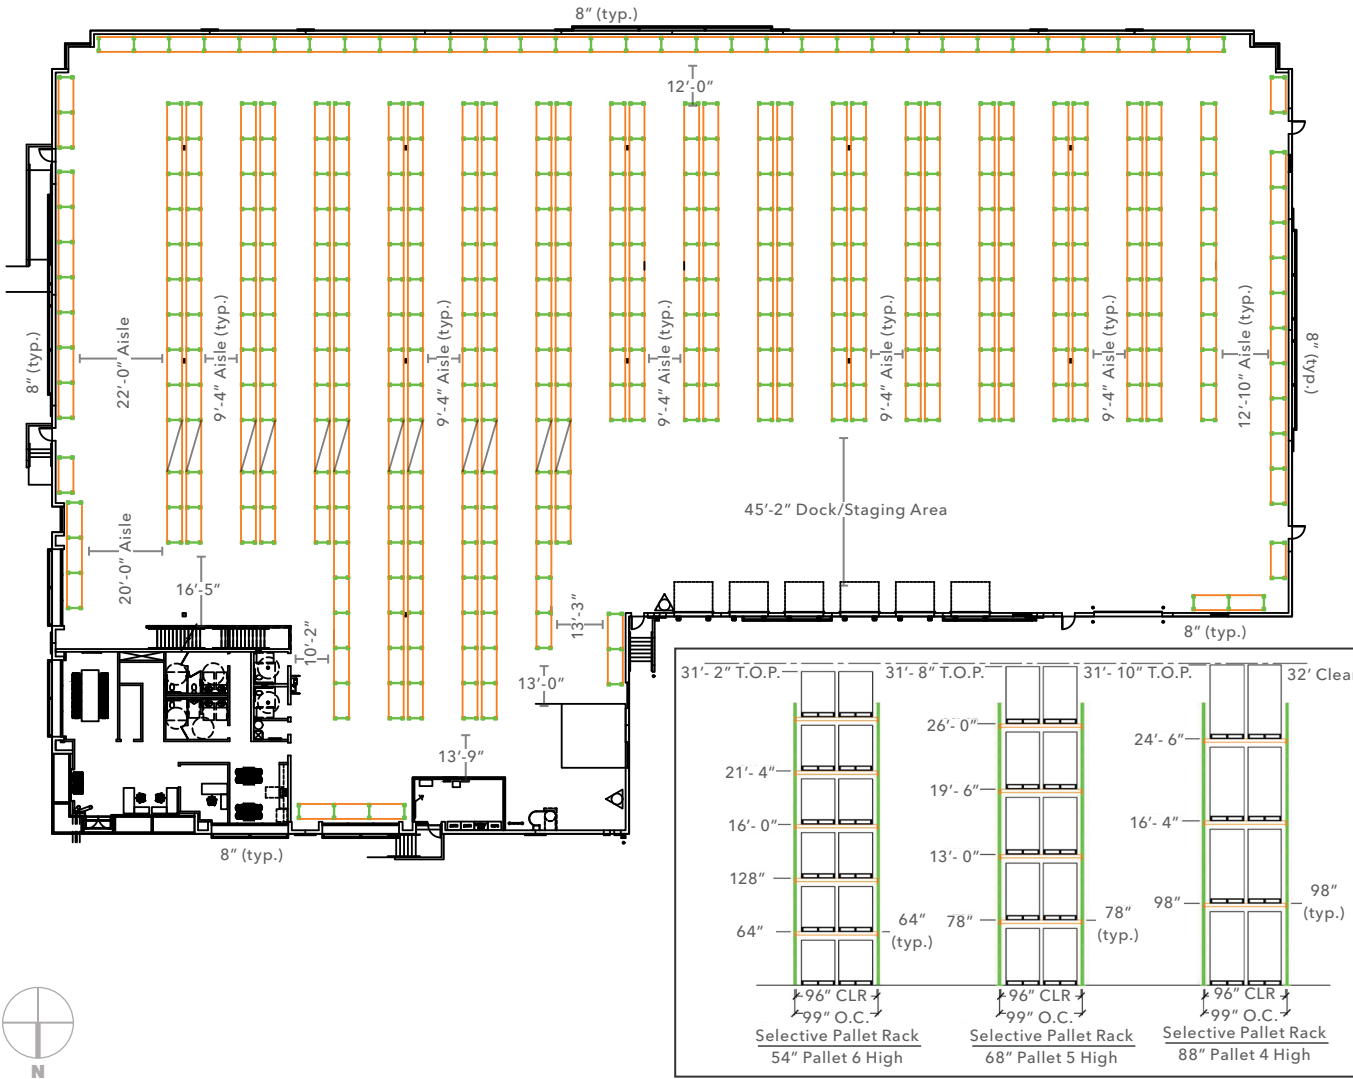 8" (typ.)
12'-0"
8" (typ.)
22'-0" Aisle
9'-4" Aisle (typ.)
9'-4" Aisle (typ.)
9'-4" Aisle (typ.)
9'-4" Aisle (typ.)
9'-4" Aisle (typ.)
12'-10" Aisle (typ.)
8" (typ.)
45'-2" Dock/Staging Area
20'-0" Aisle
16'-5"
10'-2"
13'-3"
13'-0"
13'-9"
8" (typ.)
8" (typ.)
31'- 2" T.O.P.
21'- 4"
16'- 0"
128"
64"
64"
(typ.)
96" CLR
99" O.C.
Selective Pallet Rack
54" Pallet 6 High
31'- 8" T.O.P.
26'- 0"
19'- 6"
13'- 0"
78"
78"
(typ.)
96" CLR
99" O.C.
Selective Pallet Rack
68" Pallet 5 High
31'- 10" T.O.P.
32' Clear
24'- 6"
16'- 4"
98"
98"
(typ.)
96" CLR
99" O.C.
Selective Pallet Rack
88" Pallet 4 High
N